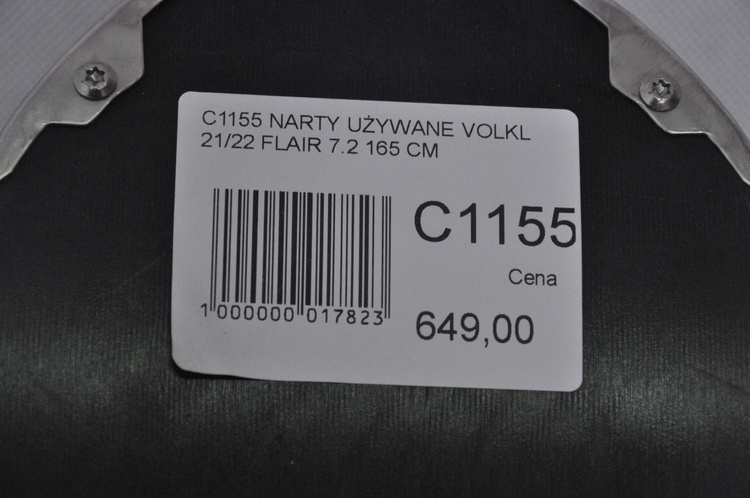 C1155 NARTY UŻYWANE VOLKL
21/22 FLAIR 7.2 165 CM
C1155
Cena
1 000000 017823
649,00